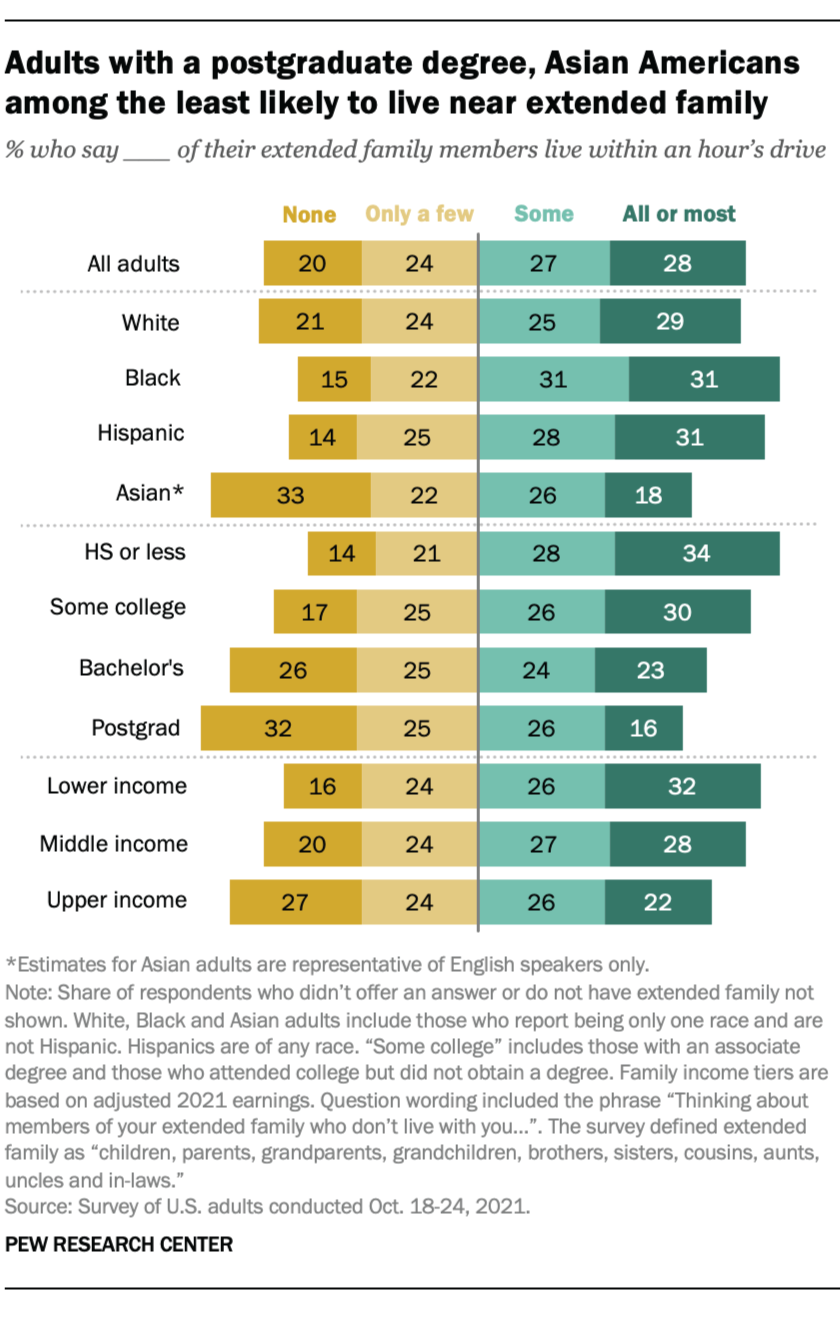 Adults with a postgraduate degree, Asian Americans
among the least likely to live near extended family
% who say ____ of their extended family members live within an hour's drive
None Only a few Some All or most
All adults 20 24 27 28
White 21 24 25 29
Black 15 22 31 31
Hispanic 14 25 28 31
Asian* 33 22 26 18
HS or less 14 21 28 34
Some college 17 25 26 30
Bachelor's 26 25 24 23
Postgrad 32 25 26 16
Lower income 16 24 26 32
Middle income 20 24 27 28
Upper income 27 24 26 22
*Estimates for Asian adults are representative of English speakers only.
Note: Share of respondents who didn't offer an answer or do not have extended family not
shown. White, Black and Asian adults include those who report being only one race and are
not Hispanic. Hispanics are of any race. “Some college” includes those with an associate
degree and those who attended college but did not obtain a degree. Family income tiers are
based on adjusted 2021 earnings. Question wording included the phrase “Thinking about
members of your extended family who don't live with you…”. The survey defined extended
family as “children, parents, grandparents, grandchildren, brothers, sisters, cousins, aunts,
uncles and in-laws.”
Source: Survey of U.S. adults conducted Oct. 18-24, 2021.
PEW RESEARCH CENTER